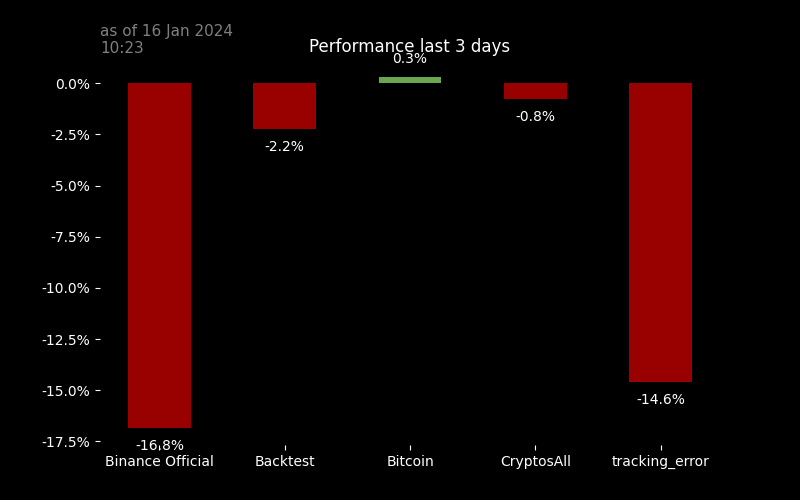 as of 16 Jan 2024
10:23
Performance last 3 days
0.3%
0.0%
-0.8%
-2.2%
-2.5%
-5.0%
-7.5%
-10.0%
-12.5%
-15.0%
-14.6%
-17.5%
-16.8%
Binance Official
Backtest
Bitcoin
CryptosAll
tracking_error